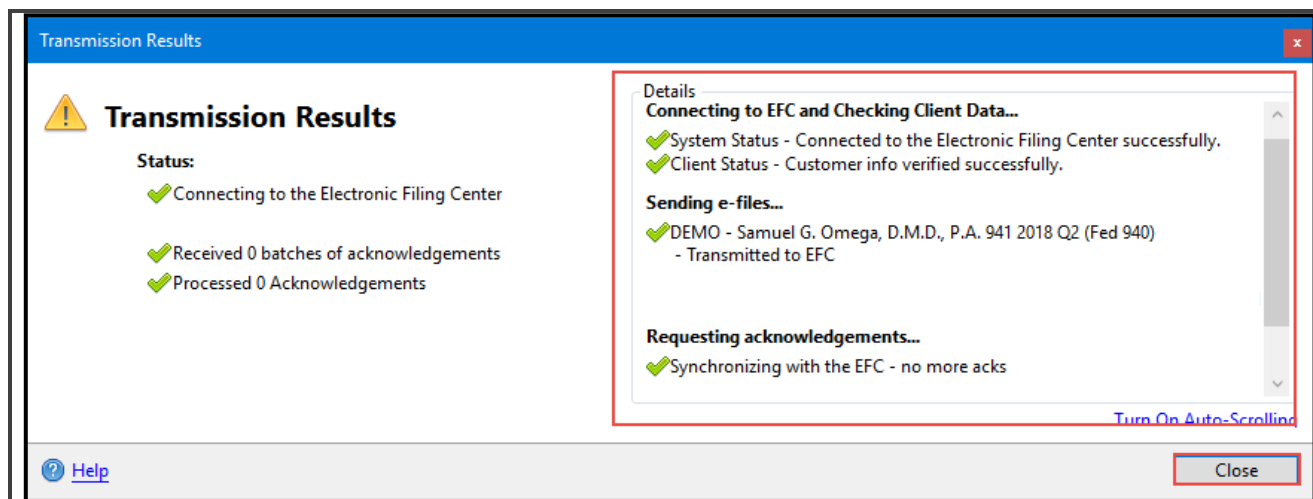 Transmission Results
x
Transmission Results
Status:
Connecting to the Electronic Filing Center
Received 0 batches of acknowledgements
Processed 0 Acknowledgements
Details
Connecting to EFC and Checking Client Data...
System Status - Connected to the Electronic Filing Center successfully.
Client Status - Customer info verified successfully.
Sending e-files...
DEMO - Samuel G. Omega, D.M.D., P.A. 941 2018 Q2 (Fed 940)
- Transmitted to EFC
Requesting acknowledgements...
Synchronizing with the EFC - no more acks
Turn On Auto-Scrolling
? Help
Close